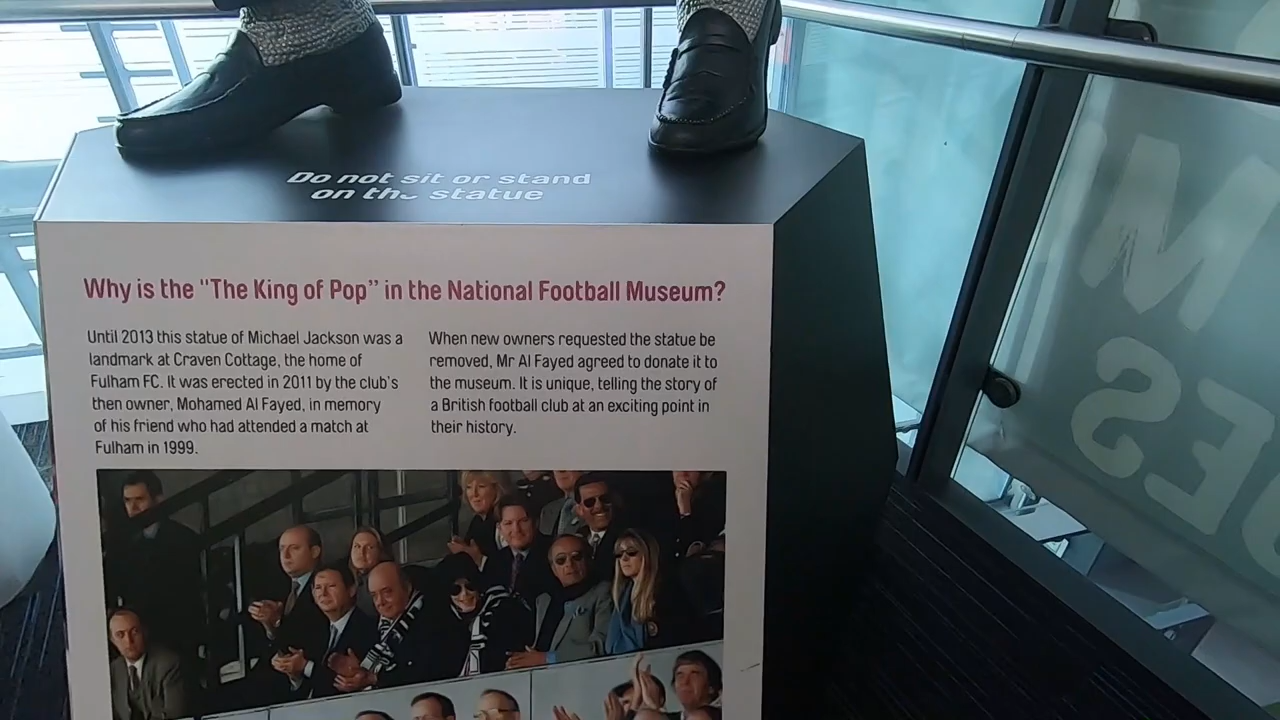 Do not sit or stand
on the statue
Why is the "The King of Pop" in the National Football Museum?
Until 2013 this statue of Michael Jackson was a
landmark at Craven Cottage, the home of
Fulham FC. It was erected in 2011 by the club's
then owner, Mohamed Al Fayed, in memory
of his friend who had attended a match at
Fulham in 1999.
When new owners requested the statue be
removed, Mr Al Fayed agreed to donate it to
the museum. It is unique, telling the story of
a British football club at an exciting point in
their history.